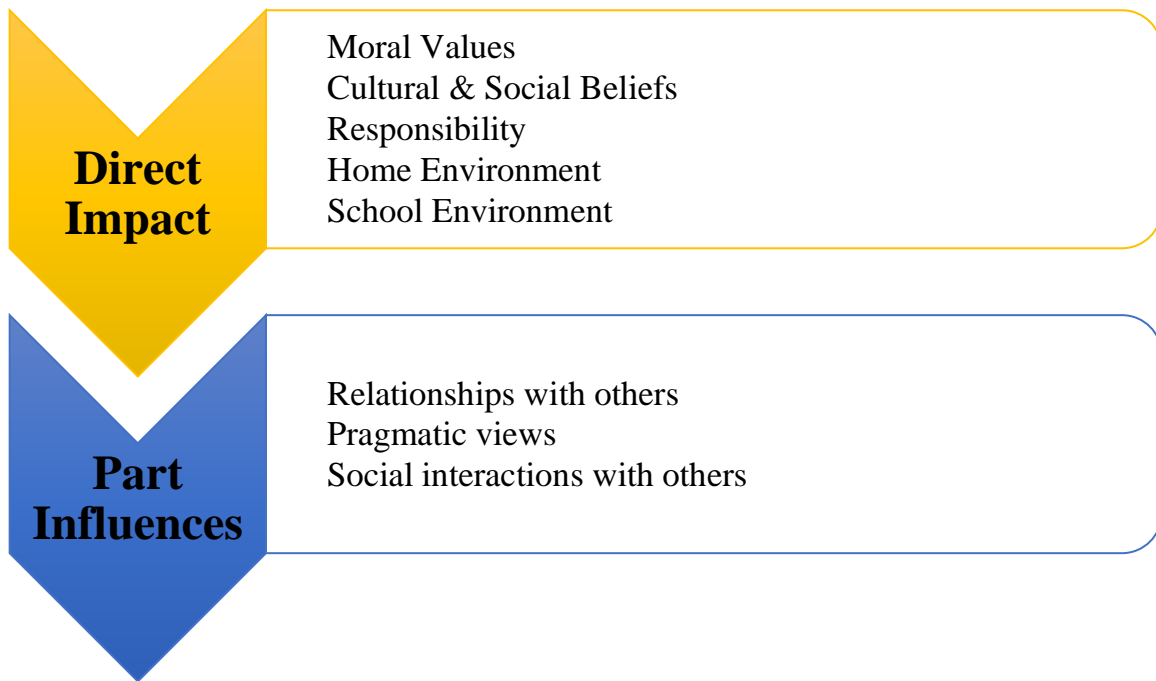 Direct
Impact
Moral Values
Cultural & Social Beliefs
Responsibility
Home Environment
School Environment
Part
Influences
Relationships with others
Pragmatic views
Social interactions with others